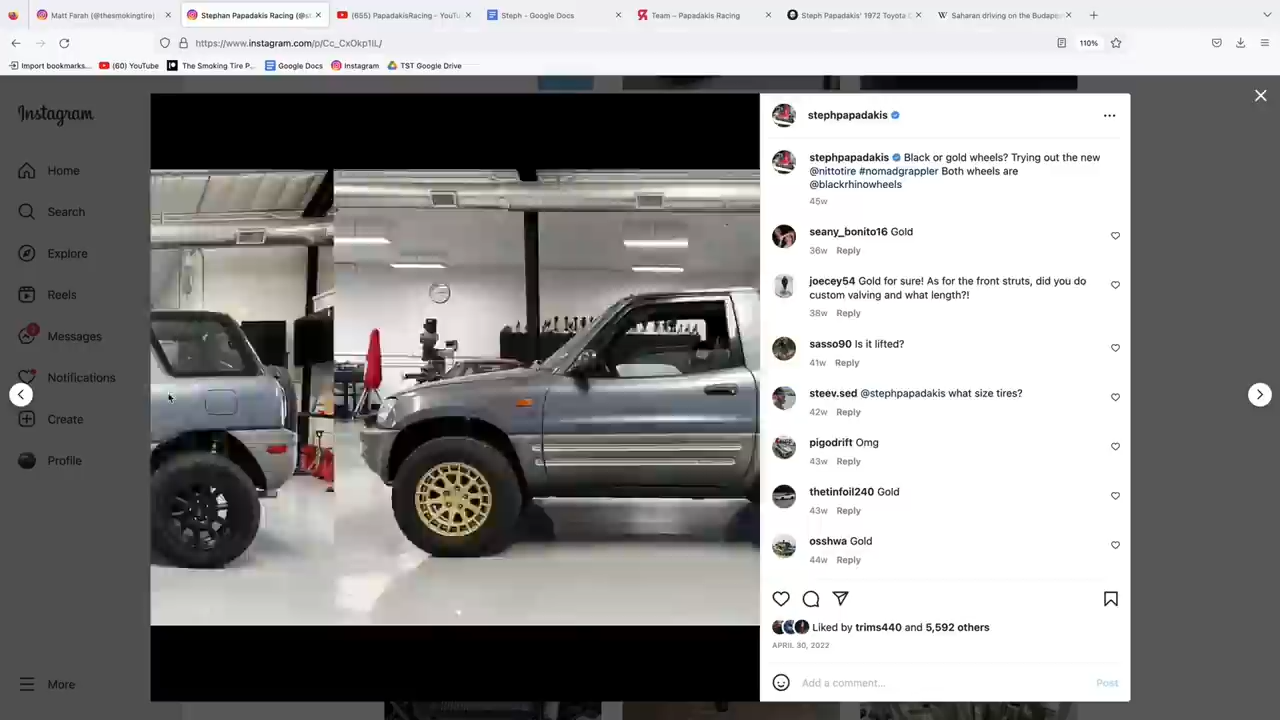 Matt Farah (@thesmokingtire)
Stephan Papadakis Racing (@st
(655) PapadakisRacing – YouTu
Steph - Google Docs
Team – Papadakis Racing
Steph Papadakis' 1972 Toyota C
Saharan driving on the Budapes
https://www.instagram.com/p/Cc_CxOkp1lL/
110%
Import bookmarks...
(60) YouTube
The Smoking Tire P...
Google Docs
Instagram
TST Google Drive
Instagram
Home
Search
Explore
Reels
Messages
Notifications
Create
Profile
More
stephpapadakis
stephpapadakis Black or gold wheels? Trying out the new
@nittotire #nomadgrappler Both wheels are
@blackrhinowheels
45w
seany_bonito16 Gold
36w Reply
joecey54 Gold for sure! As for the front struts, did you do
custom valving and what length?!
38w Reply
sasso90 Is it lifted?
41w Reply
steev.sed @stephpapadakis what size tires?
42w Reply
pigodrift Omg
43w Reply
thetinfoil240 Gold
43w Reply
osshwa Gold
44w Reply
Liked by trims440 and 5,592 others
APRIL 30, 2022
Add a comment...
Post